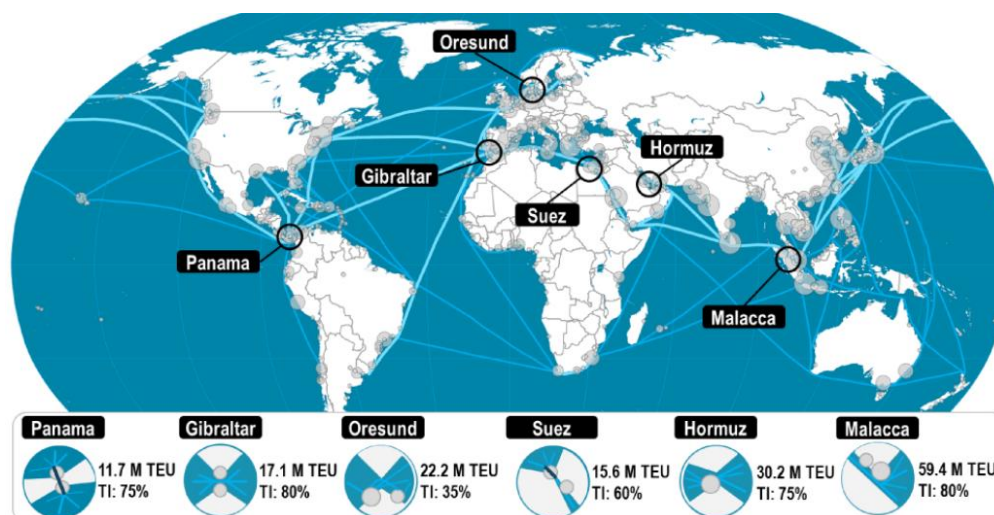 Oresund
Hormuz
Gibraltar
Suez
Panama
Malacca
Panama
11.7 M TEU
TI: 75%
Gibraltar
17.1 M TEU
TI: 80%
Oresund
22.2 M TEU
TI: 35%
Suez
15.6 M TEU
TI: 60%
Hormuz
30.2 M TEU
TI: 75%
Malacca
59.4 M TEU
TI: 80%